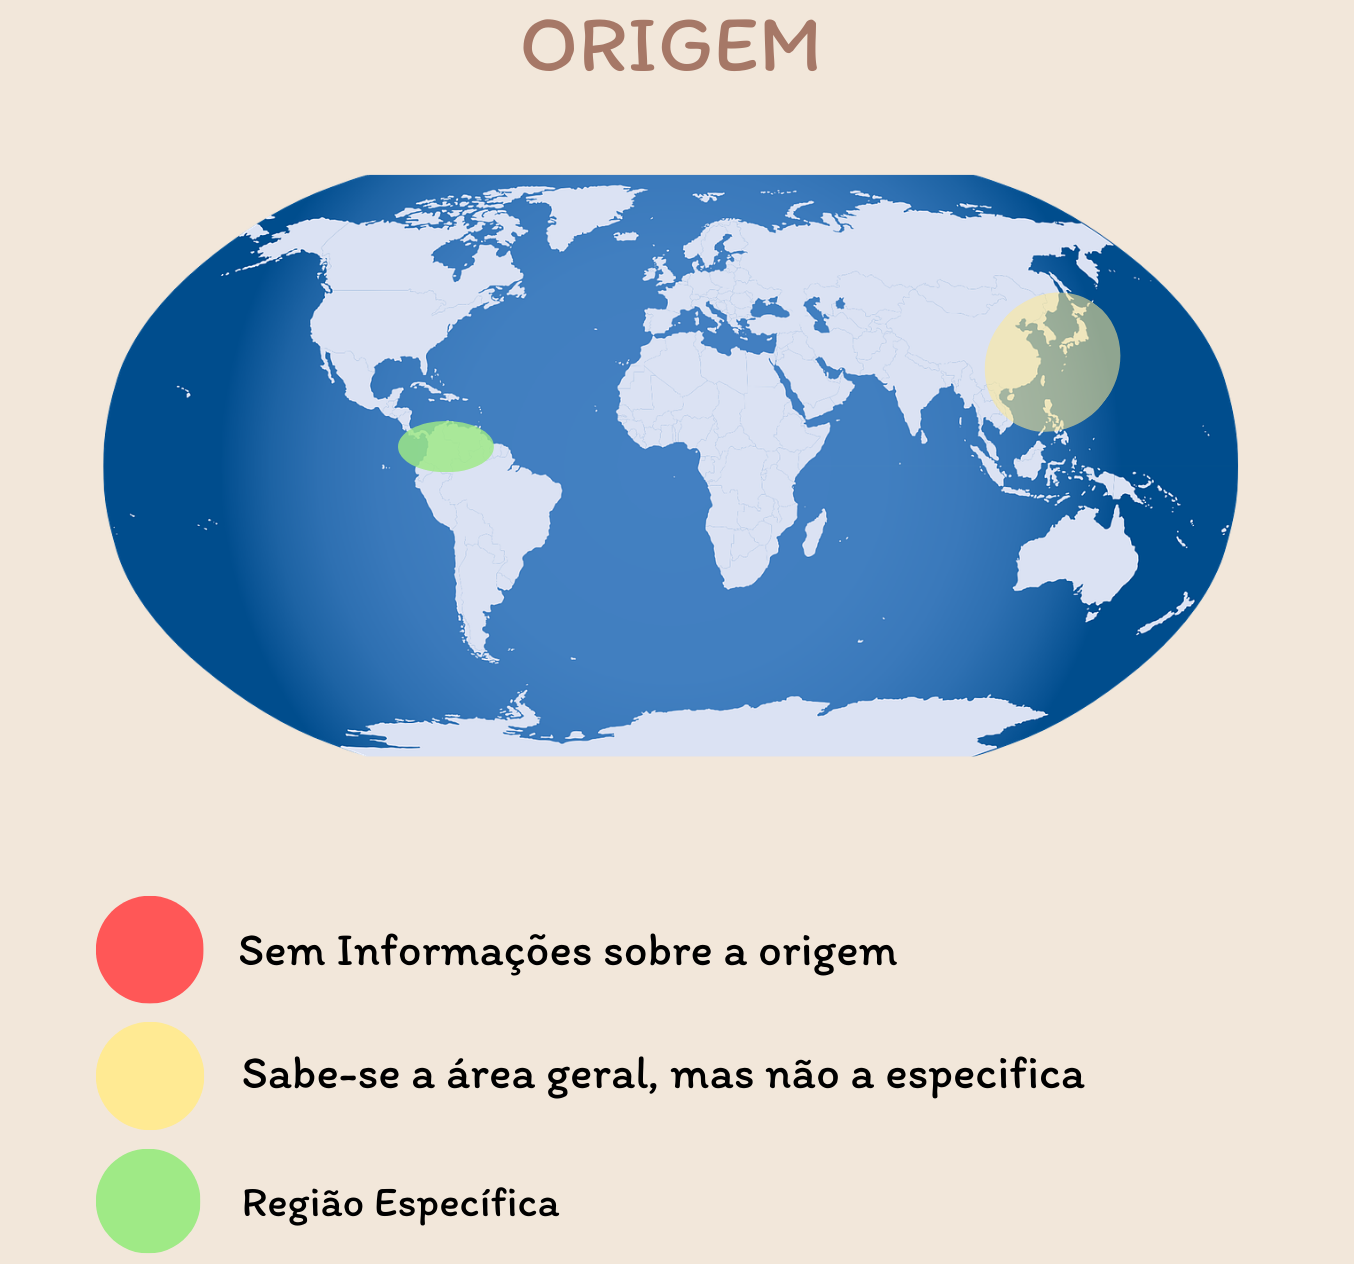 ORIGEM
Sem Informações sobre a origem
Sabe-se a área geral, mas não a especifica
Região Específica